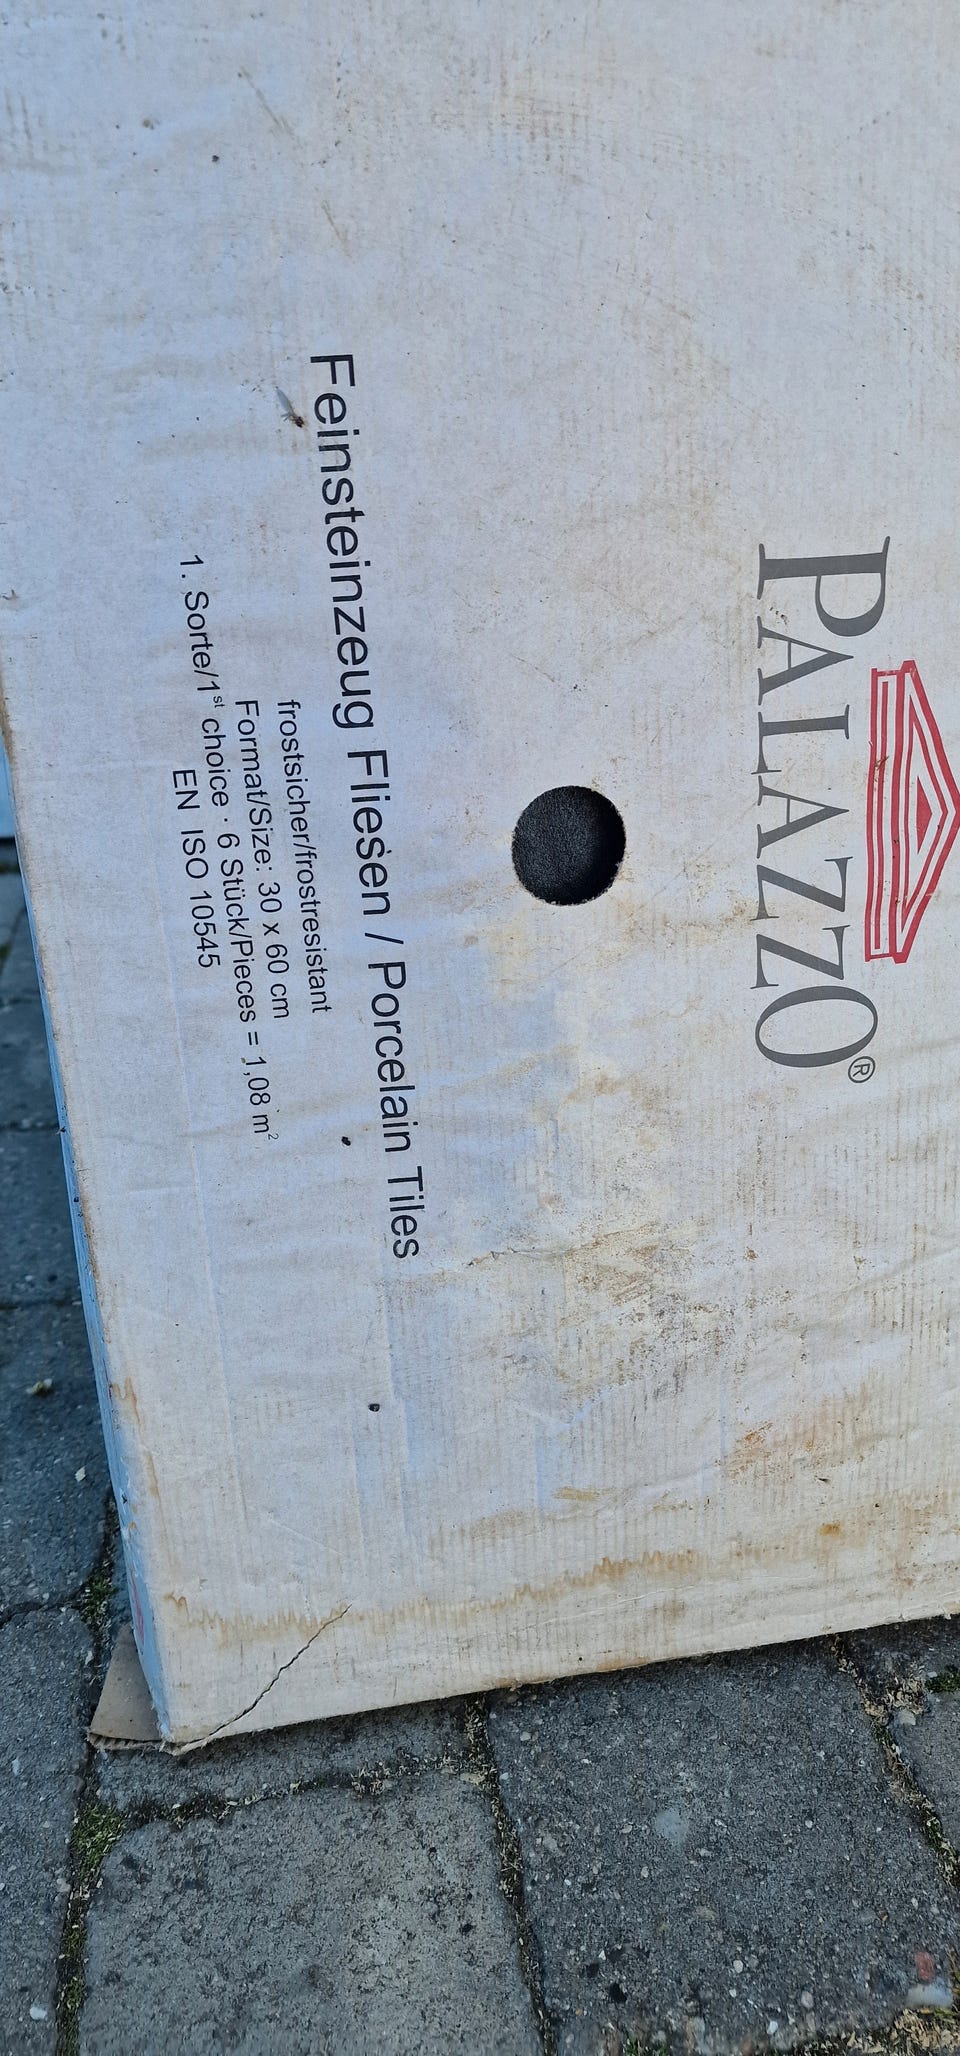 PALAZZO®
Feinsteinzeug Fliesen / Porcelain Tiles
frostsicher/frostresistant
Format/Size: 30 x 60 cm
1. Sorte/1st choice · 6 Stück/Pieces = 1,08 m²
EN ISO 10545